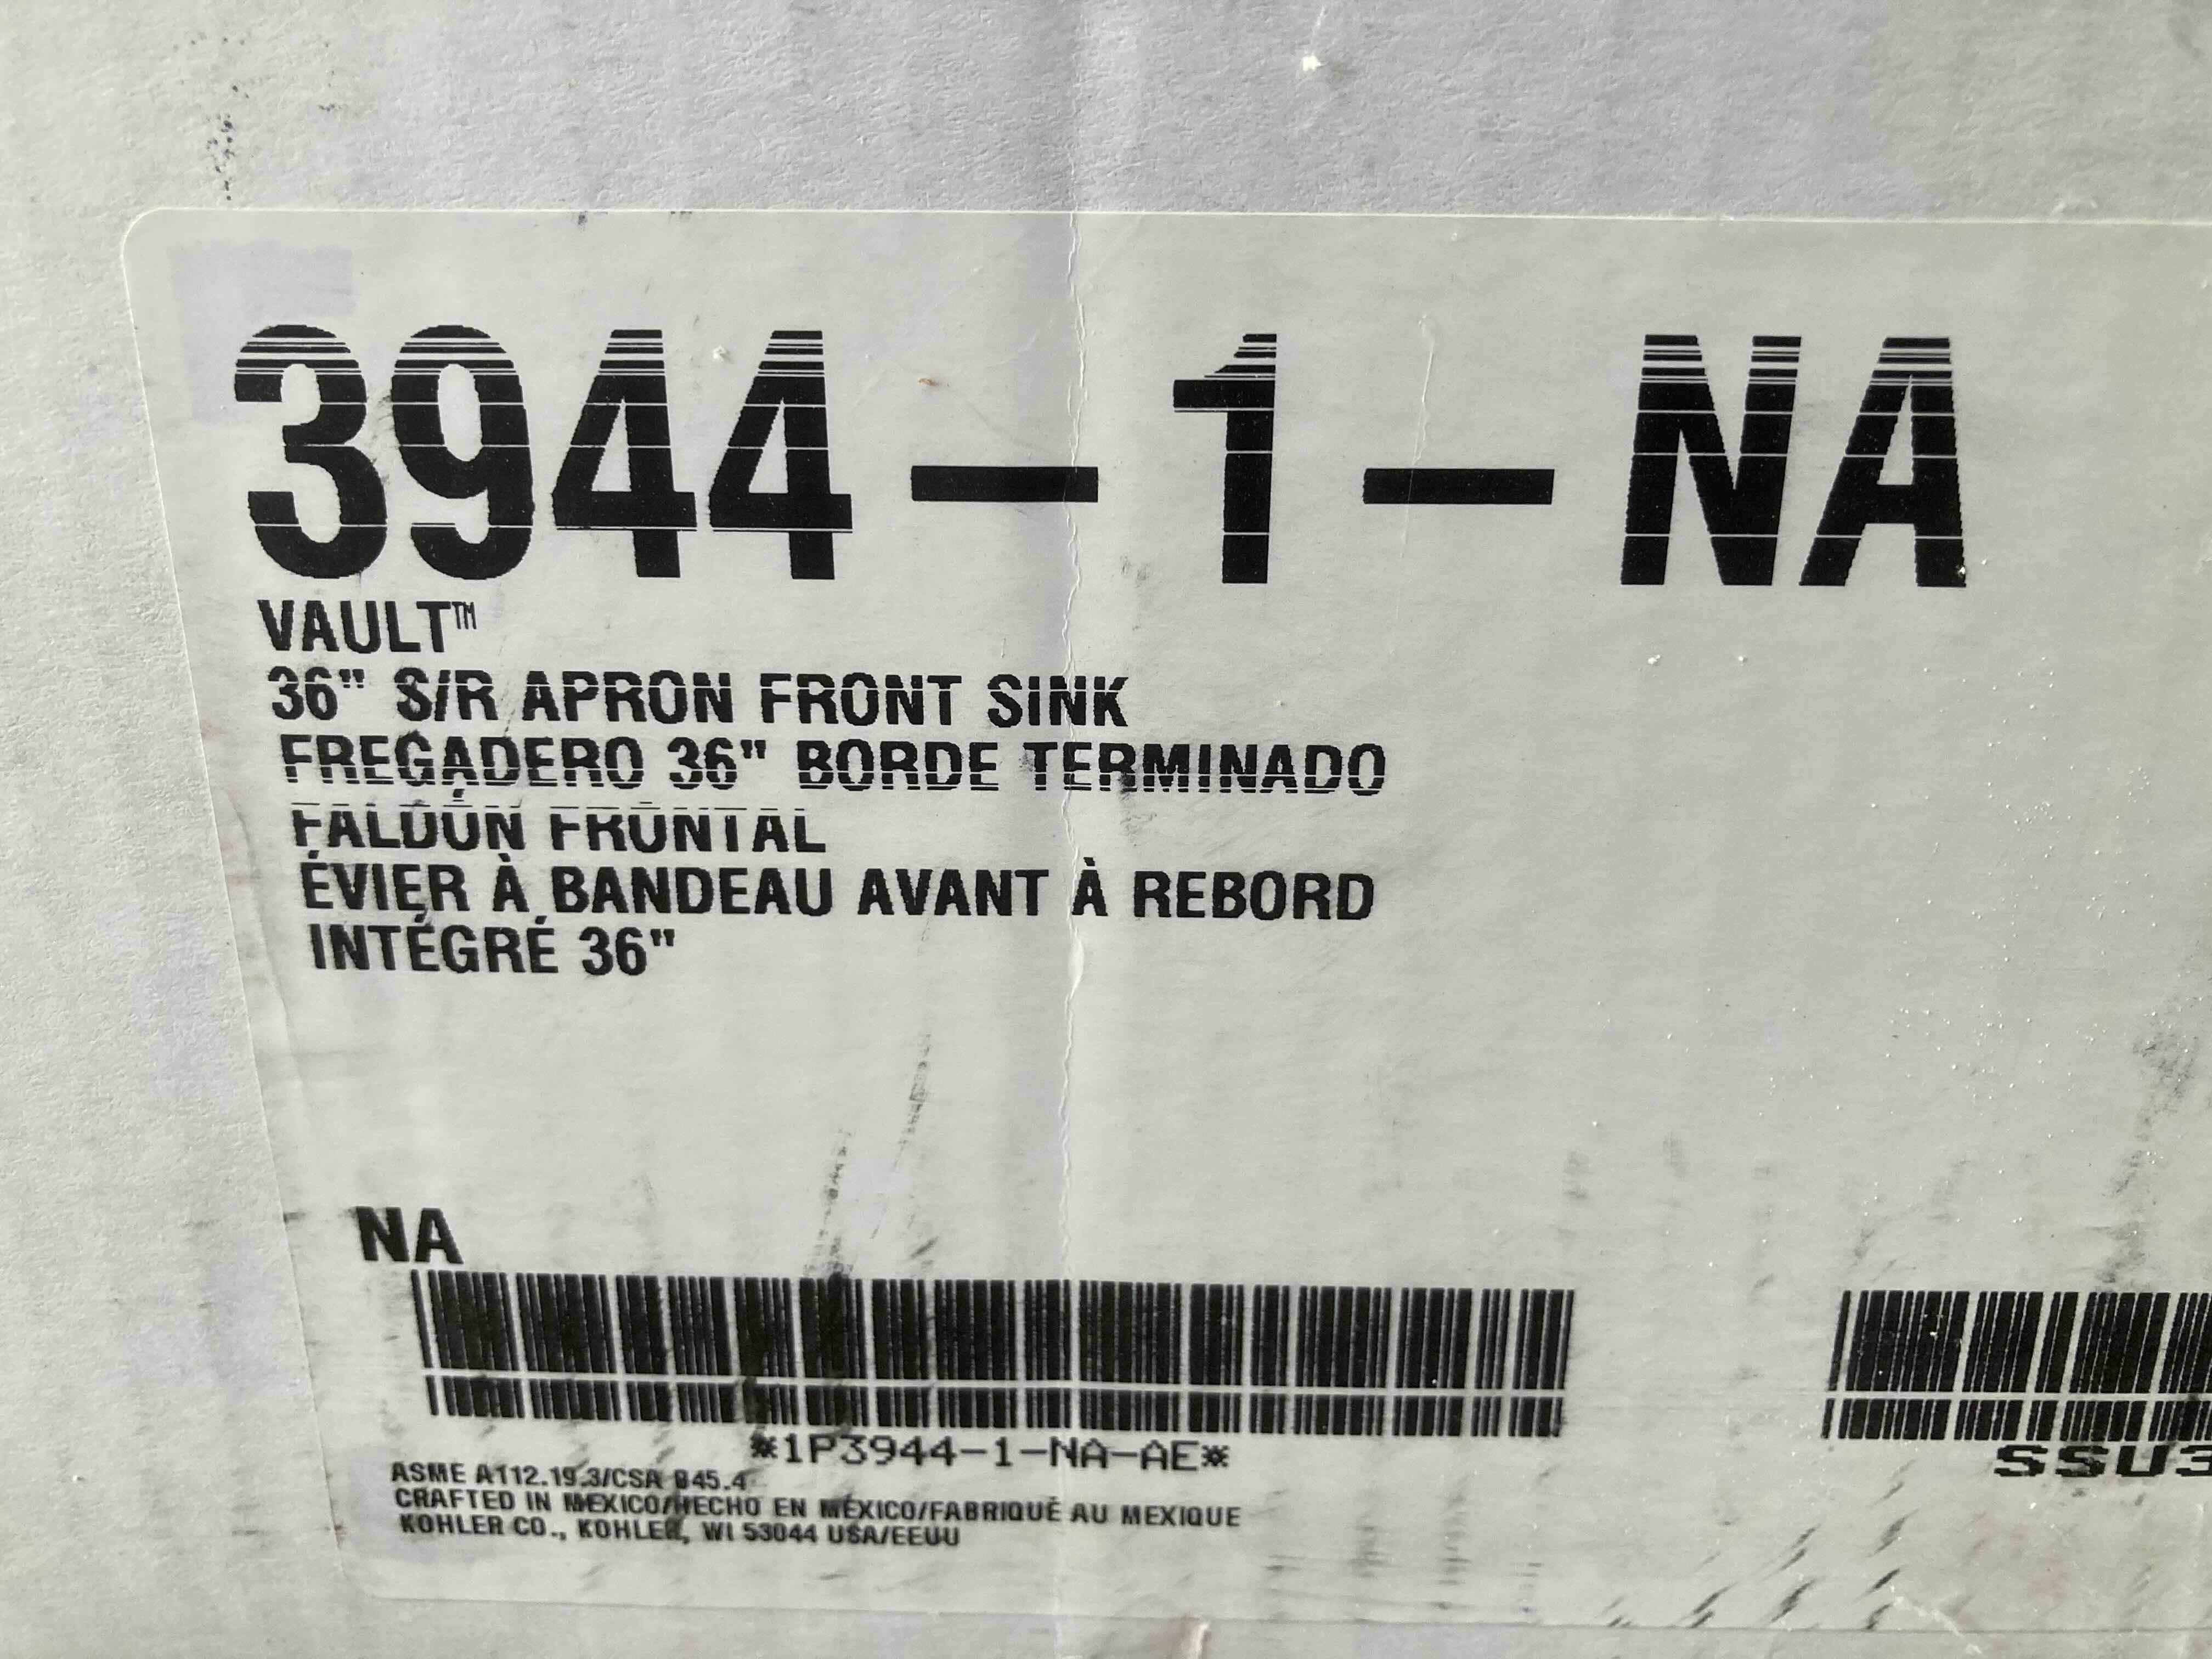 3944-1-NA
VAULT™
36" S/R APRON FRONT SINK
FREGADERO 36" BORDE TERMINADO
FALDÓN FRONTAL
ÉVIER À BANDEAU AVANT À REBORD
INTÉGRÉ 36"
NA
*1P3944-1-NA-AE*
SSU3
ASME A112.19.3/CSA B45.4
CRAFTED IN MEXICO/HECHO EN MÉXICO/FABRIQUÉ AU MEXIQUE
KOHLER CO., KOHLER, WI 53044 USA/EEUU